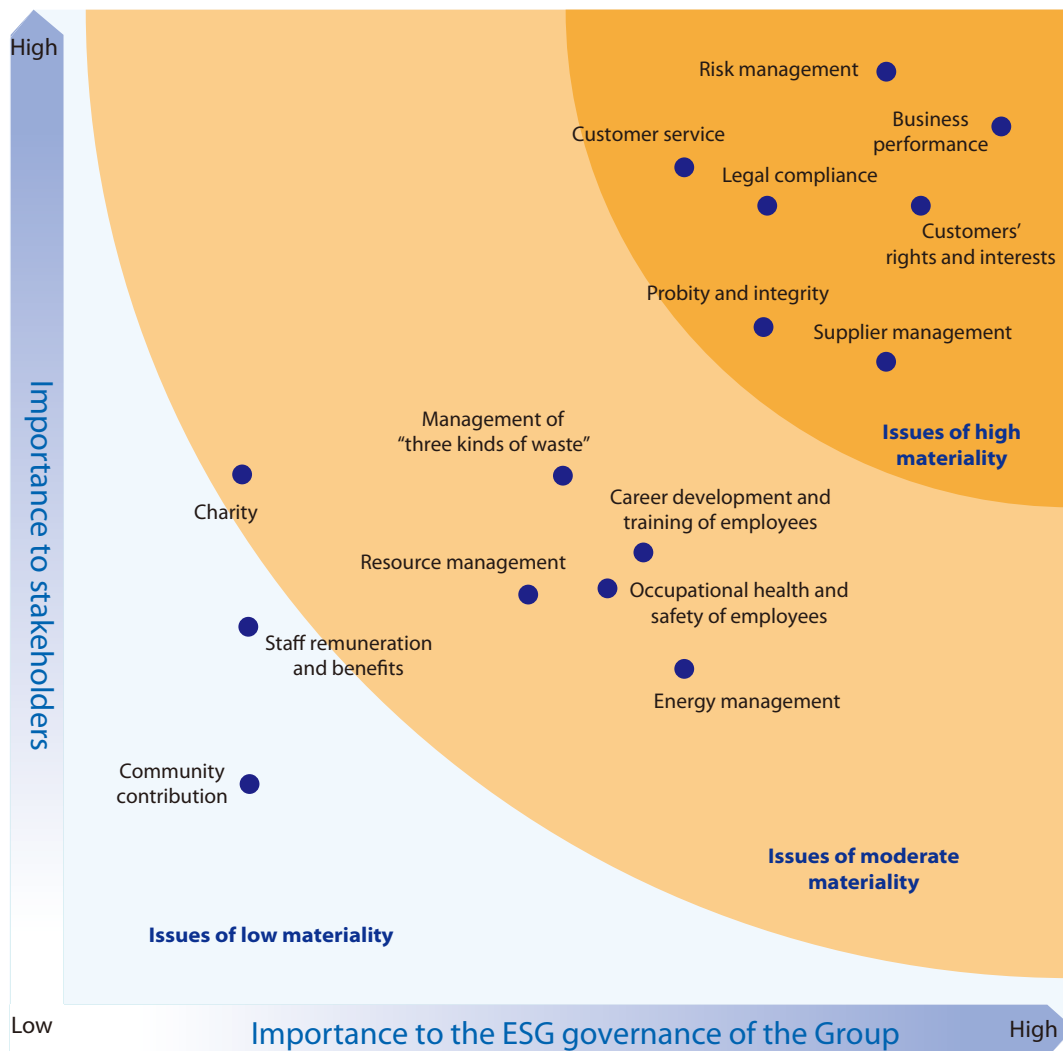 High
Risk management
Business
performance
Customer service
Legal compliance
Customers’
rights and interests
Probity and integrity
Supplier management
Issues of high
materiality
Management of
“three kinds of waste”
Charity
Career development and
training of employees
Resource management
Occupational health and
safety of employees
Staff remuneration
and benefits
Energy management
Community
contribution
Issues of moderate
materiality
Issues of low materiality
Importance to stakeholders
Low
Importance to the ESG governance of the Group
High